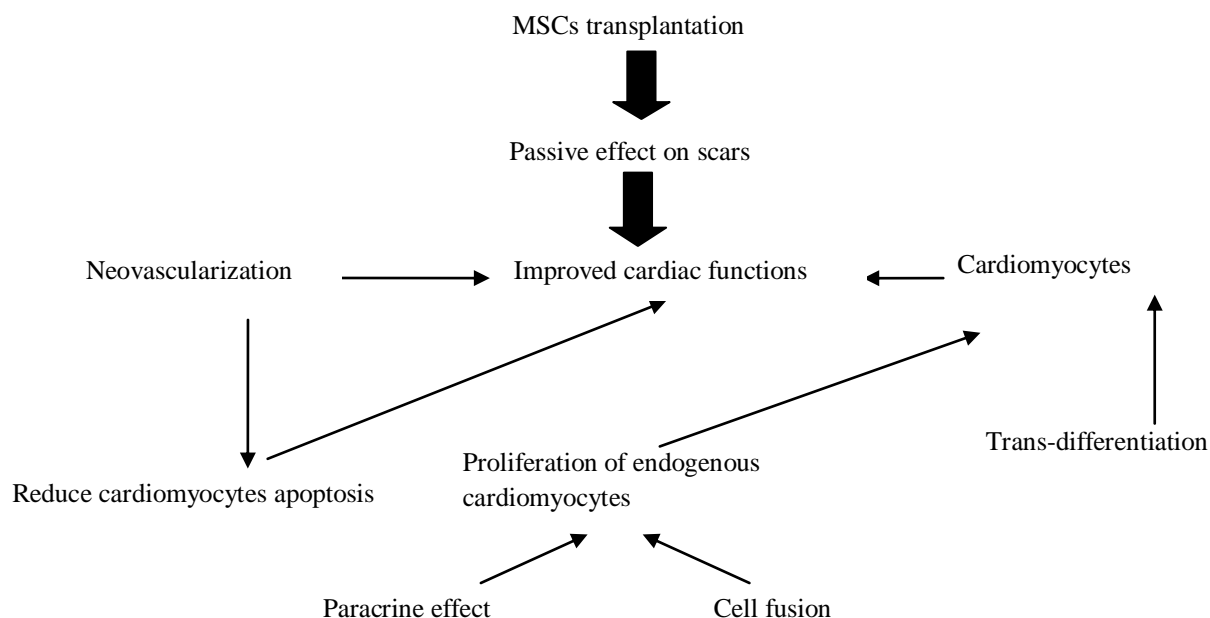 MSCs transplantation
Passive effect on scars
Neovascularization
Improved cardiac functions
Cardiomyocytes
Trans-differentiation
Reduce cardiomyocytes apoptosis
Proliferation of endogenous
cardiomyocytes
Paracrine effect
Cell fusion